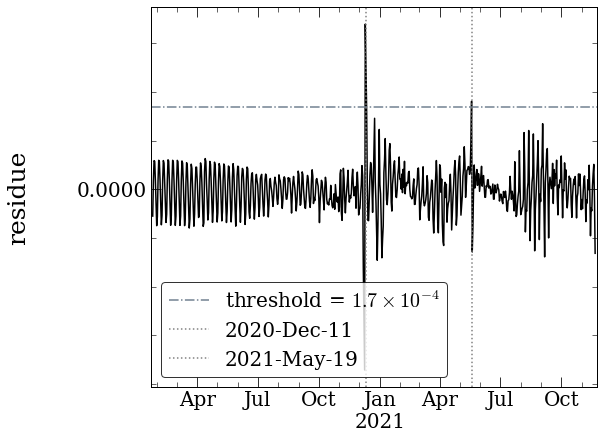 residue
0.0000
threshold = 1.7 × 10⁻⁴
2020-Dec-11
2021-May-19
Apr Jul Oct Jan Apr Jul Oct
2021